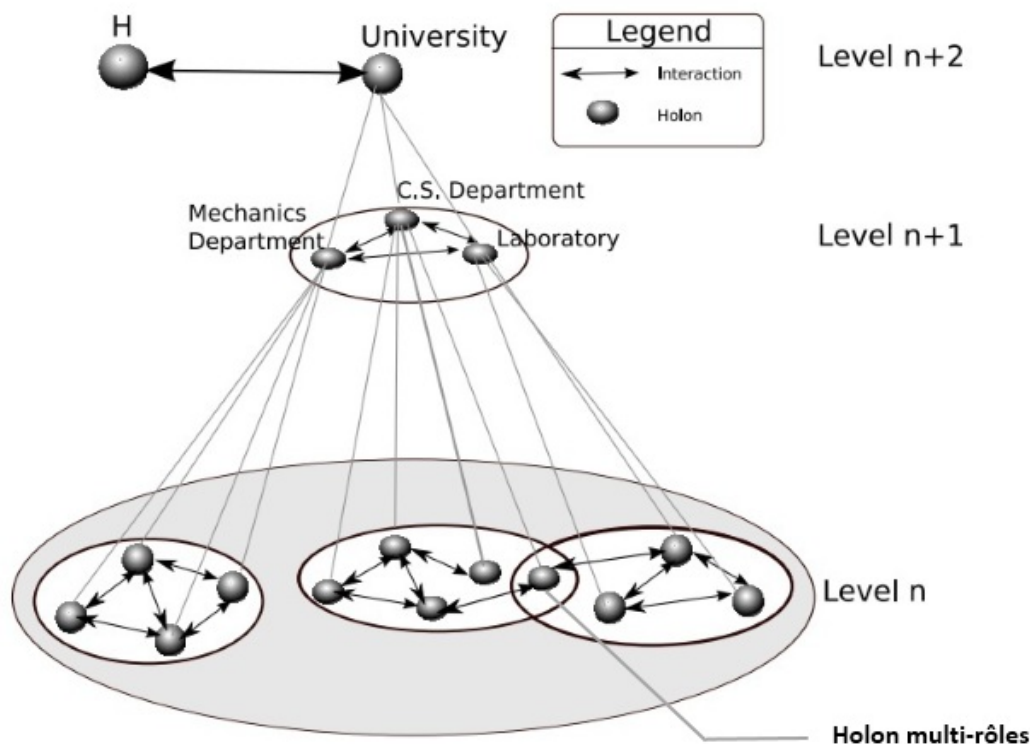 H
University
Legend
Interaction
Holon
Level n+2
C.S. Department
Mechanics
Department
Laboratory
Level n+1
Level n
Holon multi-rôles